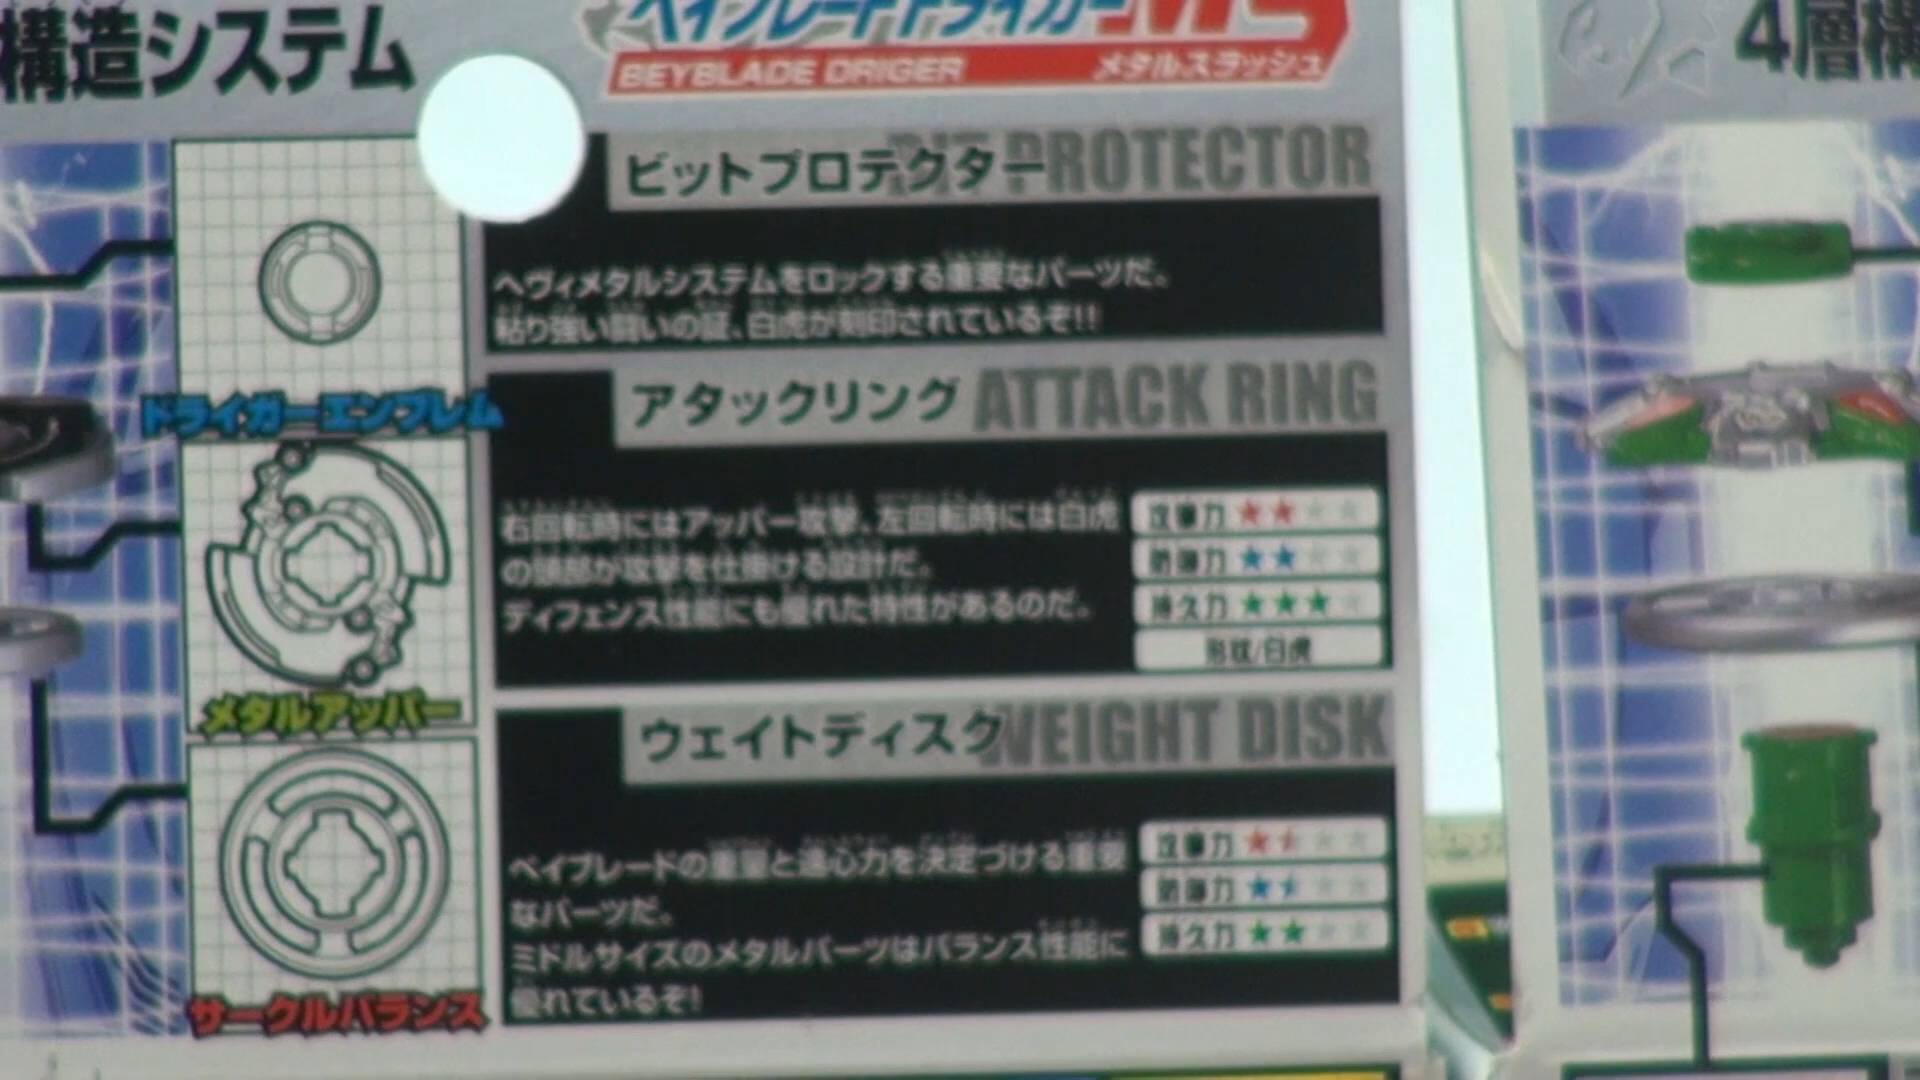 構造システム
ベイブレードドライガーMS
BEYBLADE DRIGER メタルスラッシュ
4層構
ビットプロテクター BIT PROTECTOR
ヘヴィメタルシステムをロックする重要なパーツだ。
粘り強い闘いの証、白虎が刻印されているぞ!!
ドライガーエンブレム
アタックリング ATTACK RING
右回転時にはアッパー攻撃、左回転時には白虎
の頭部が攻撃を仕掛ける設計だ。
ディフェンス性能にも優れた特性があるのだ。
攻撃力 ★★☆☆
防御力 ★★☆☆
持久力 ★★★☆
形状/白虎
メタルアッパー
ウェイトディスク WEIGHT DISK
ベイブレードの重量と遠心力を決定づける重要
なパーツだ。
ミドルサイズのメタルパーツはバランス性能に
優れているぞ!
攻撃力
防御力
持久力 ★★☆☆
サークルバランス